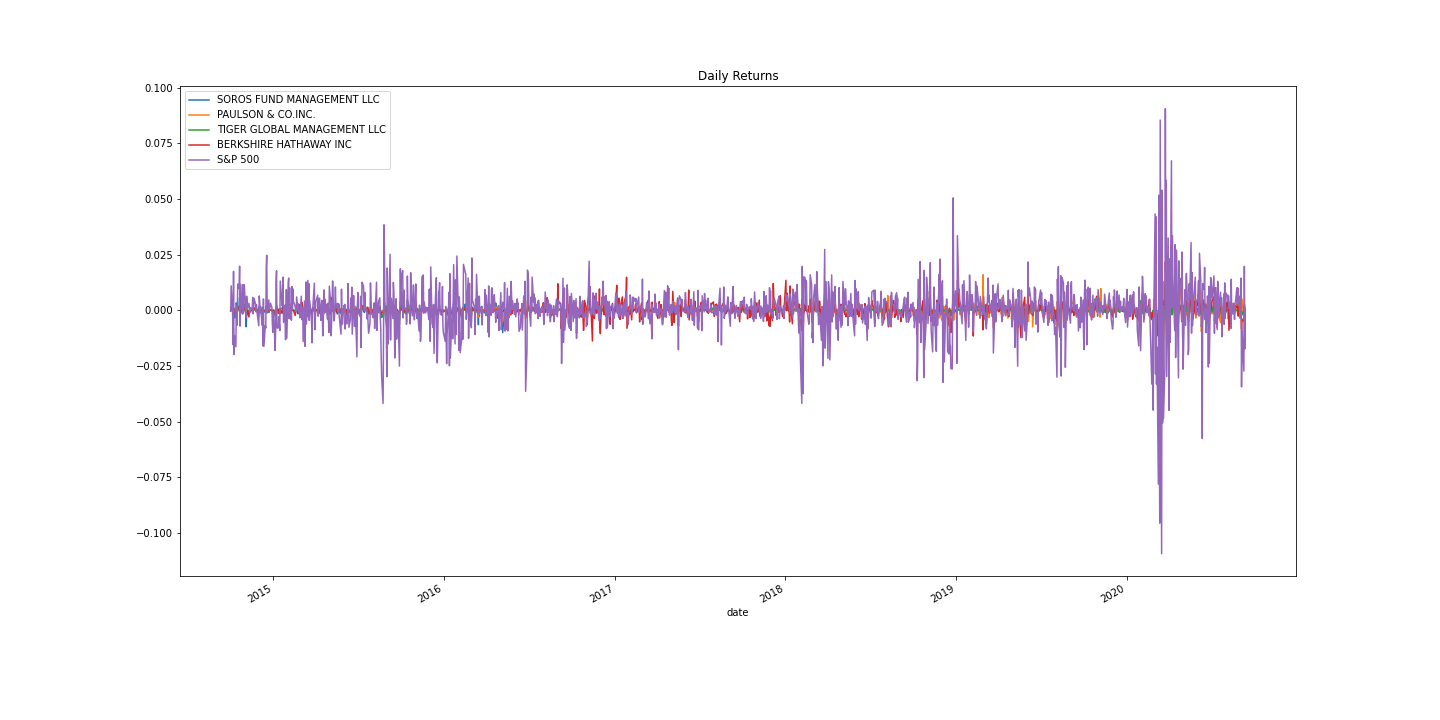 Daily Returns
0.100
0.075
0.050
0.025
0.000
−0.025
−0.050
−0.075
−0.100
SOROS FUND MANAGEMENT LLC
PAULSON & CO.INC.
TIGER GLOBAL MANAGEMENT LLC
BERKSHIRE HATHAWAY INC
S&P 500
2015
2016
2017
2018
2019
2020
date